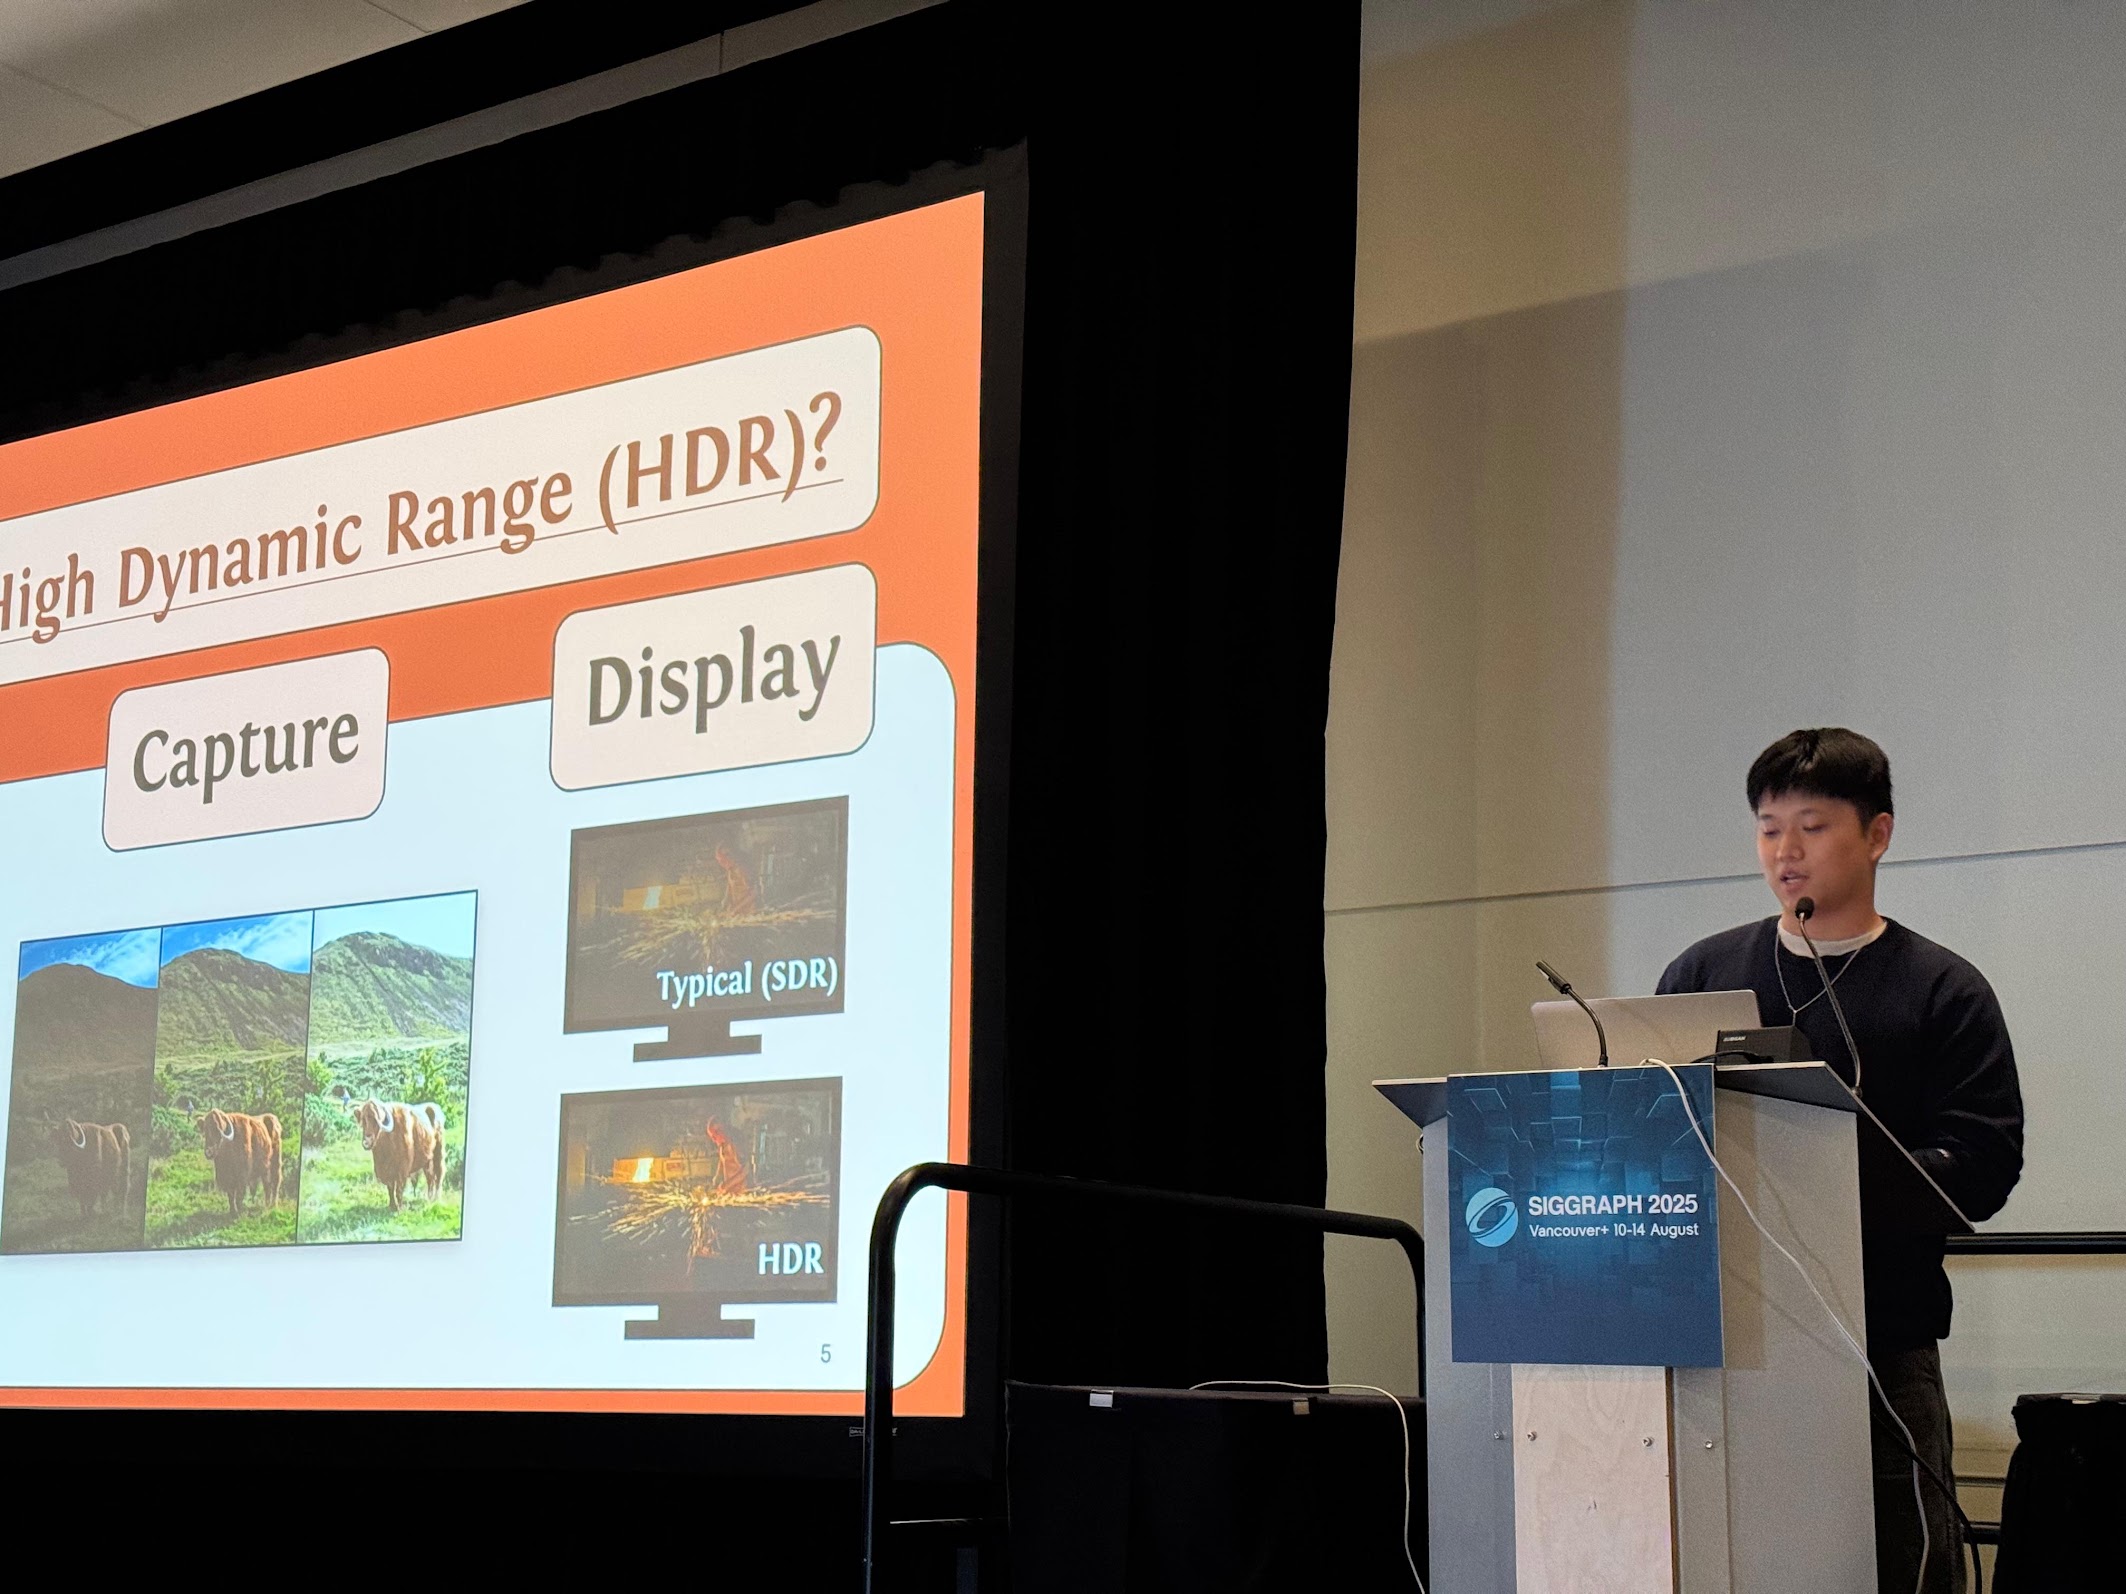 High Dynamic Range (HDR)?
Capture
Display
Typical (SDR)
HDR
5
SIGGRAPH 2025
Vancouver+ 10-14 August